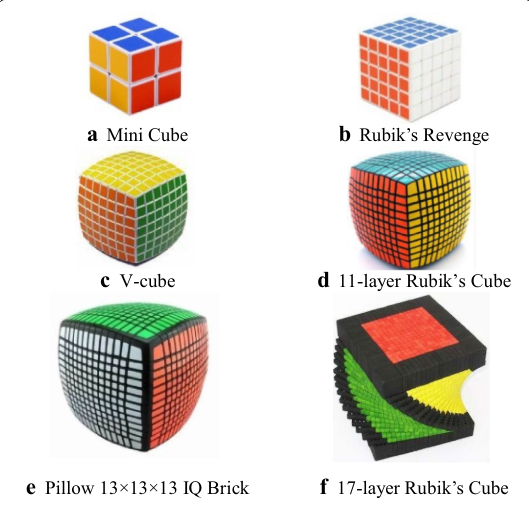 a Mini Cube
b Rubik's Revenge
c V-cube
d 11-layer Rubik's Cube
e Pillow 13×13×13 IQ Brick
f 17-layer Rubik's Cube